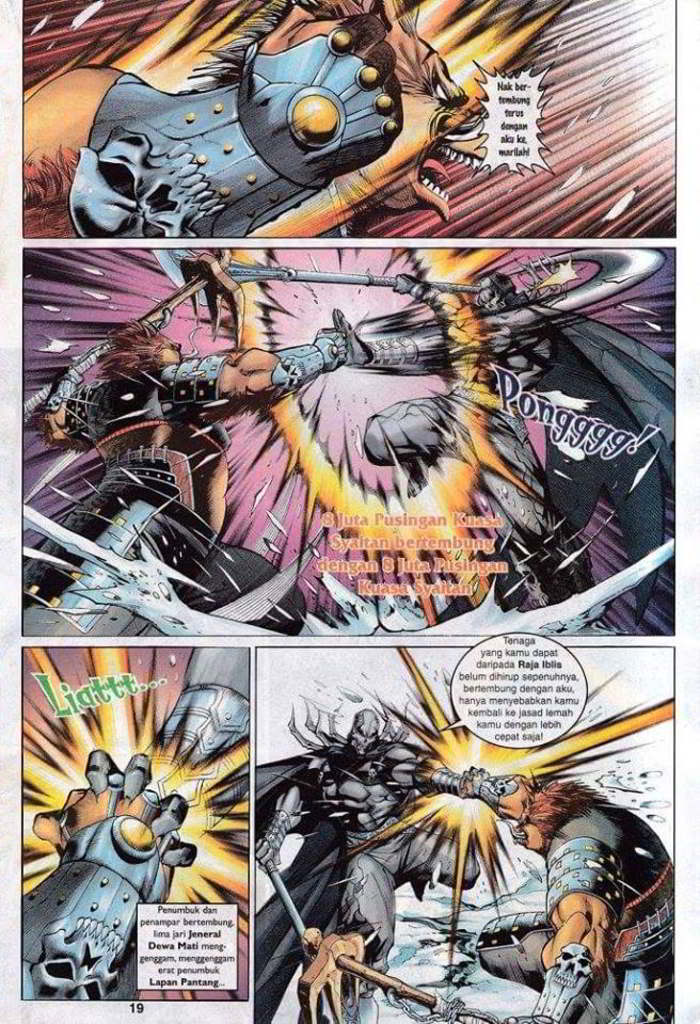 Nak ber-
tembung
terus
dengan
aku ke,
marilah!
Pongggg!
8 Juta Pusingan Kuasa
Syaitan bertembung
dengan 8 Juta Pusingan
Kuasa Syaitan
Liattt...
Tenaga
yang kamu dapat
daripada Raja Iblis
belum dihirup sepenuhnya,
bertembung dengan aku,
hanya menyebabkan kamu
kembali ke jasad lemah
kamu dengan lebih
cepat saja!
Penumbuk dan
penampar bertembung,
lima jari Jeneral
Dewa Mati meng-
genggam, menggenggam
erat penumbuk
Lapan Pantang...
19